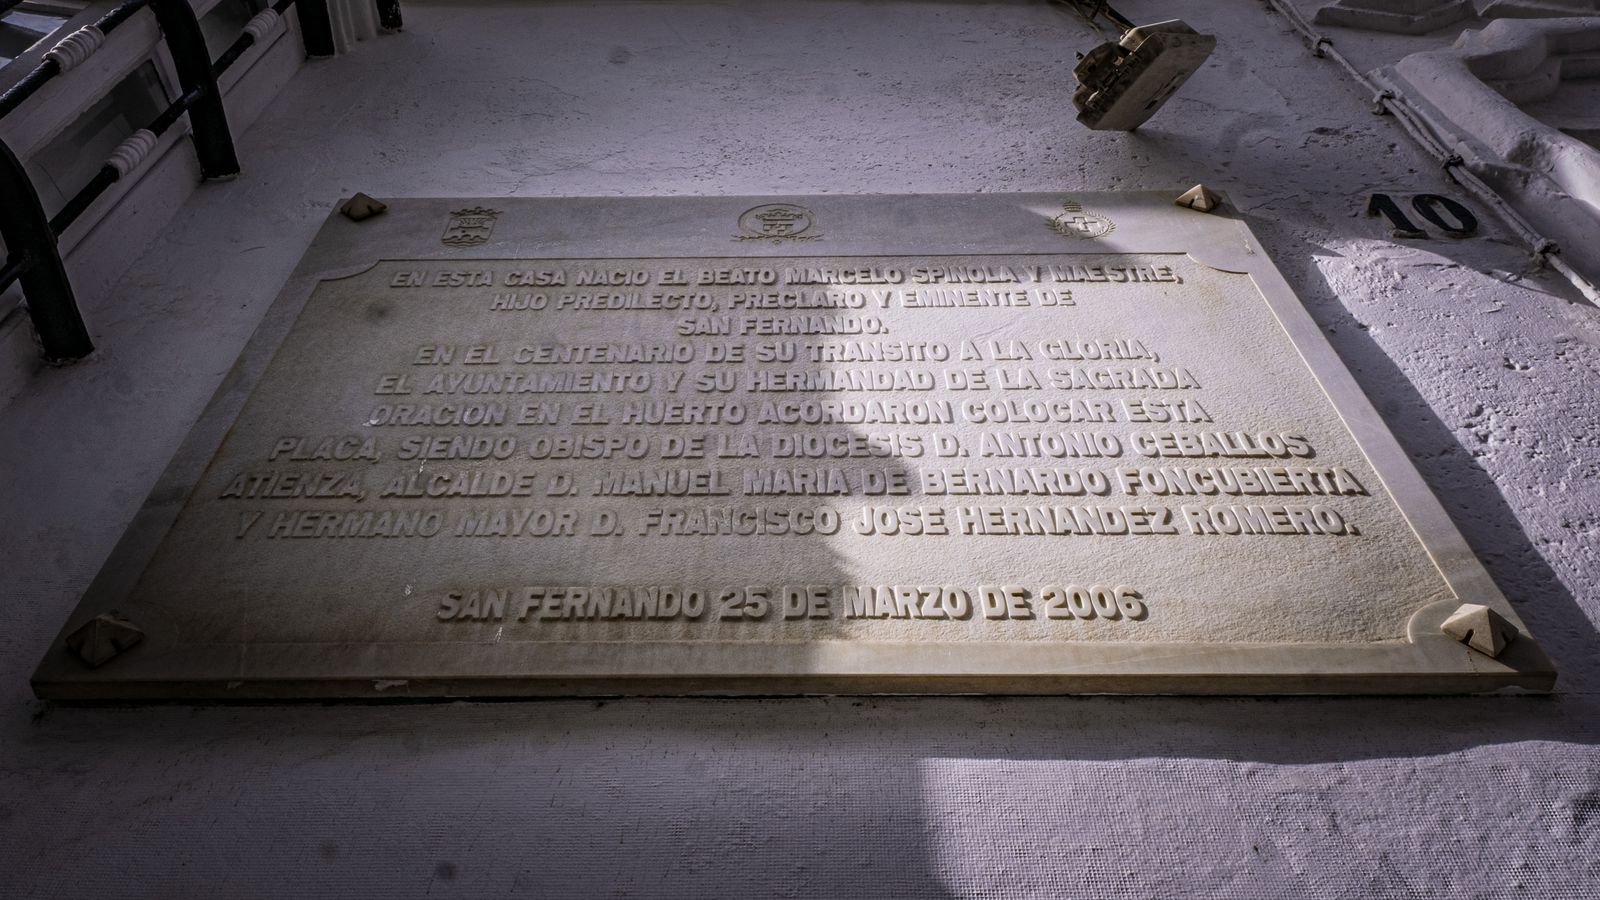 10
EN ESTA CASA NACIO EL BEATO MARCELO SPINOLA Y MAESTRE,
HIJO PREDILECTO, PRECLARO Y EMINENTE DE
SAN FERNANDO.
EN EL CENTENARIO DE SU TRANSITO A LA GLORIA,
EL AYUNTAMIENTO Y SU HERMANDAD DE LA SAGRADA
ORACION EN EL HUERTO ACORDARON COLOCAR ESTA
PLACA, SIENDO OBISPO DE LA DIOCESIS D. ANTONIO CEBALLOS
ATIENZA, ALCALDE D. MANUEL MARIA DE BERNARDO FONCUBIERTA
Y HERMANO MAYOR D. FRANCISCO JOSE HERNANDEZ ROMERO.
SAN FERNANDO 25 DE MARZO DE 2006